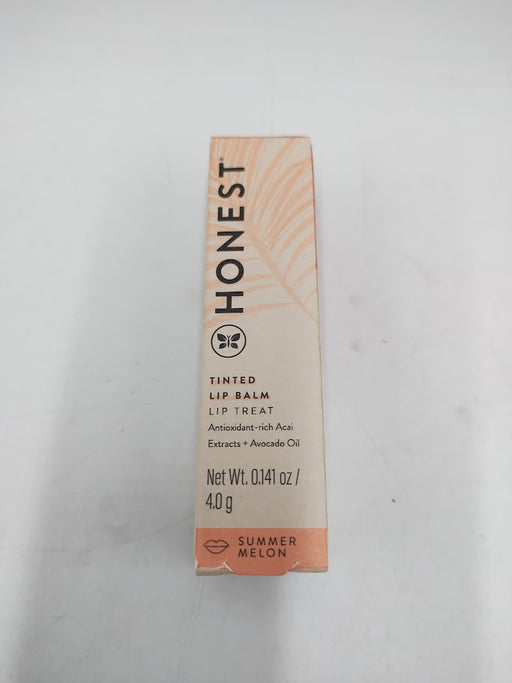 HONEST®
TINTED
LIP BALM
LIP TREAT
Antioxidant-rich Acai
Extracts + Avocado Oil
Net Wt. 0.141 oz /
4.0 g
SUMMER
MELON